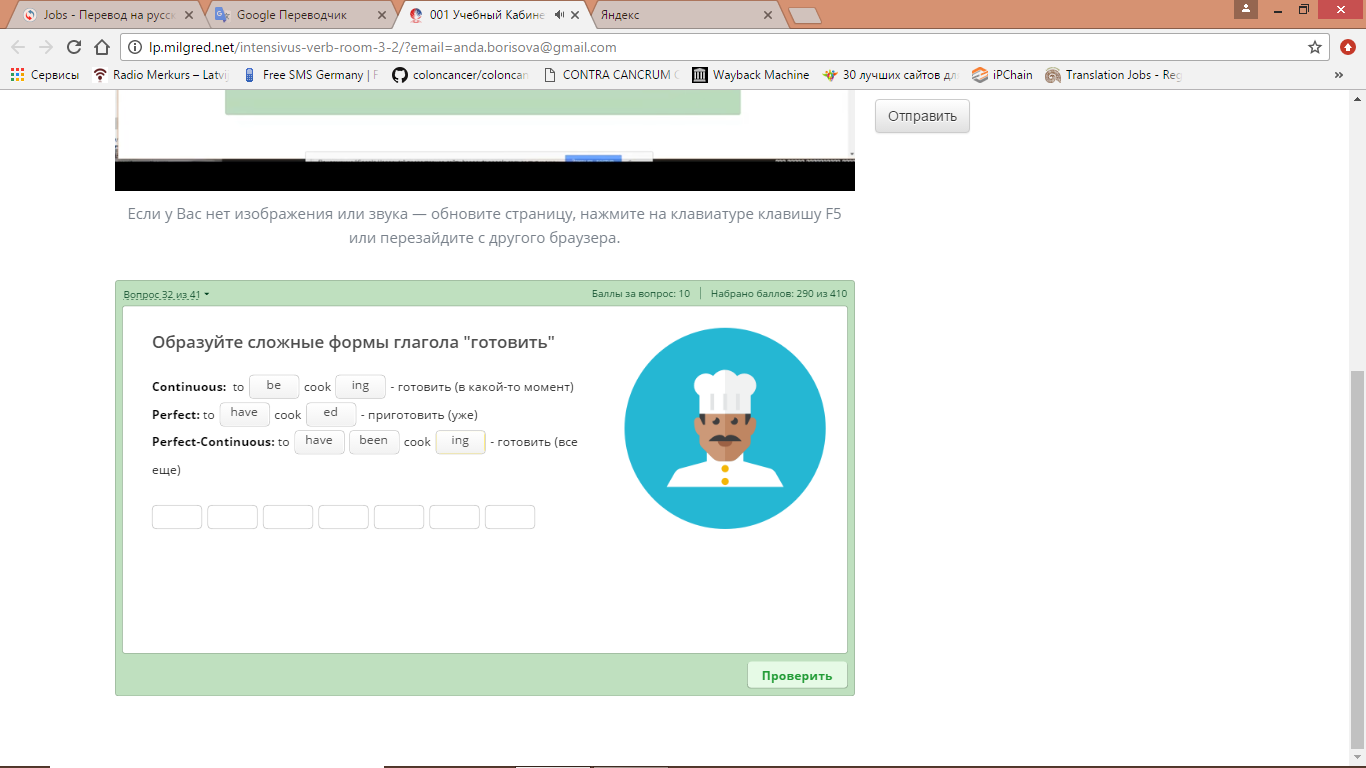 Jobs - Перевод на русск
Google Переводчик
001 Учебный Кабине
Яндекс
lp.milgred.net/intensivus-verb-room-3-2/?email=anda.borisova@gmail.com
Сервисы
Radio Merkurs – Latvij
Free SMS Germany | F
coloncancer/coloncan
CONTRA CANCRUM C
Wayback Machine
30 лучших сайтов дл
iPChain
Translation Jobs - Reg
»
Отправить
Если у Вас нет изображения или звука — обновите страницу, нажмите на клавиатуре клавишу F5
или перезайдите с другого браузера.
Вопрос 32 из 41
Баллы за вопрос: 10 | Набрано баллов: 290 из 410
Образуйте сложные формы глагола "готовить"
Continuous: to be cook ing - готовить (в какой-то момент)
Perfect: to have cook ed - приготовить (уже)
Perfect-Continuous: to have been cook ing - готовить (все
еще)
Проверить